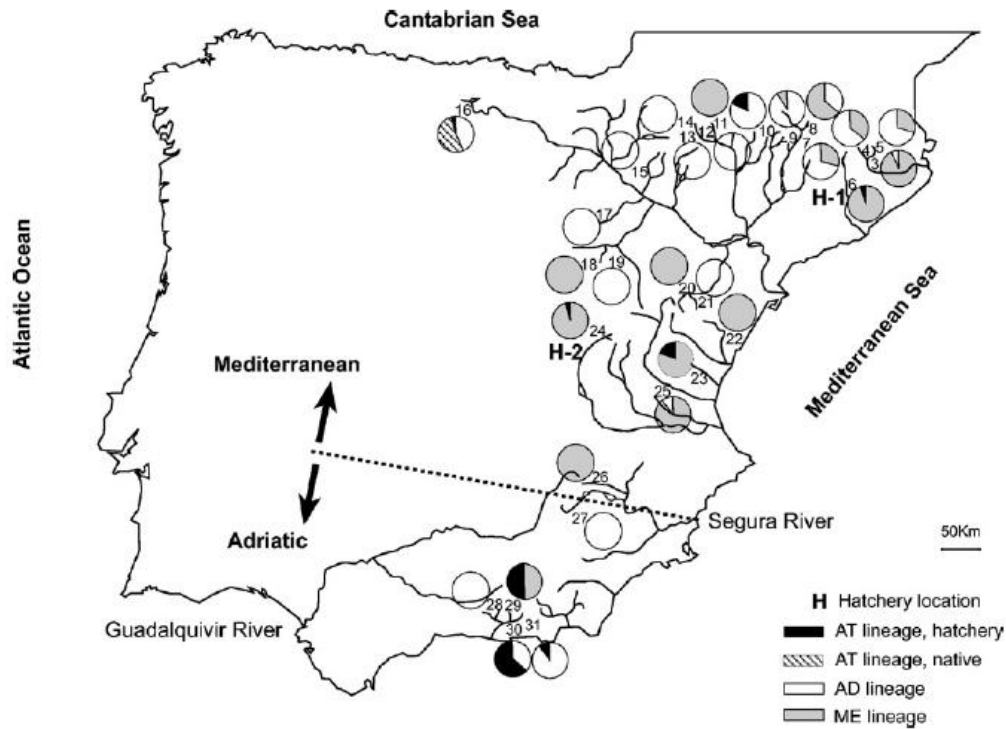 Cantabrian Sea
16
14
12
11
10
9
8
7
13
15
4
5
3
6
H-1
17
18
19
20
21
22
24
H-2
23
25
Atlantic Ocean
Mediterranean Sea
Mediterranean
26
27
Segura River
Adriatic
50Km
28
29
30
31
Guadalquivir River
H Hatchery location
AT lineage, hatchery
AT lineage, native
AD lineage
ME lineage